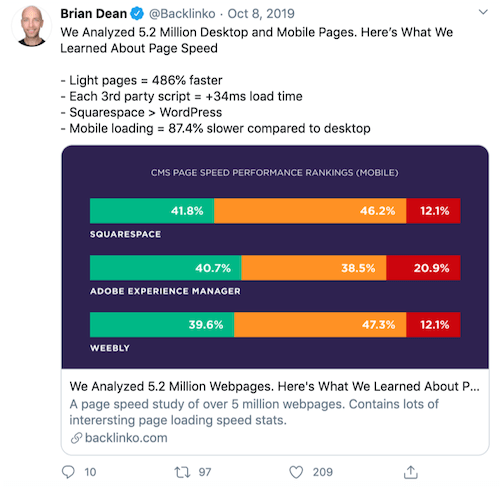 Brian Dean @Backlinko · Oct 8, 2019
We Analyzed 5.2 Million Desktop and Mobile Pages. Here's What We
Learned About Page Speed
- Light pages = 486% faster
- Each 3rd party script = +34ms load time
- Squarespace > WordPress
- Mobile loading = 87.4% slower compared to desktop
CMS PAGE SPEED PERFORMANCE RANKINGS (MOBILE)
41.8% 46.2% 12.1%
SQUARESPACE
40.7% 38.5% 20.9%
ADOBE EXPERIENCE MANAGER
39.6% 47.3% 12.1%
WEEBLY
We Analyzed 5.2 Million Webpages. Here's What We Learned About P...
A page speed study of over 5 million webpages. Contains lots of
interersting page loading speed stats.
backlinko.com
10 97 209